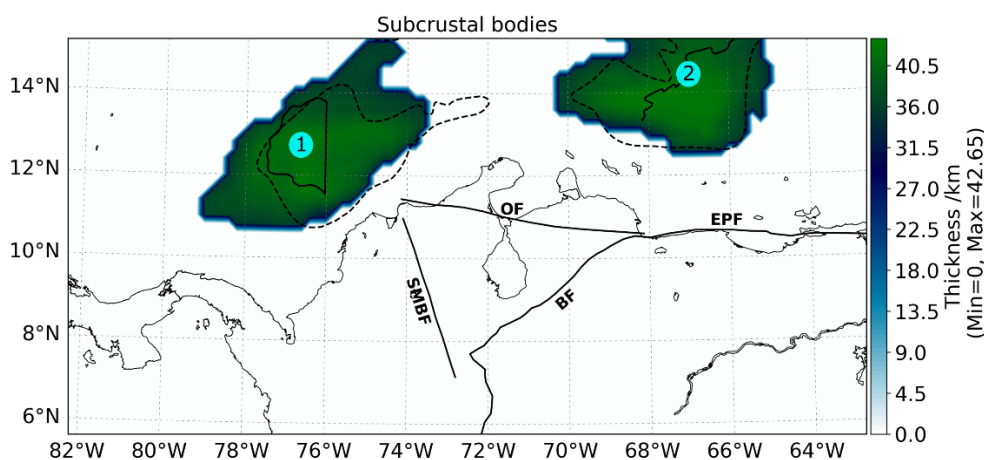 Subcrustal bodies
14°N
12°N
10°N
8°N
6°N
82°W
80°W
78°W
76°W
74°W
72°W
70°W
68°W
66°W
64°W
1
2
OF
EPF
SMBF
BF
40.5
36.0
31.5
27.0
22.5
18.0
13.5
9.0
4.5
0.0
Thickness /km
(Min=0, Max=42.65)